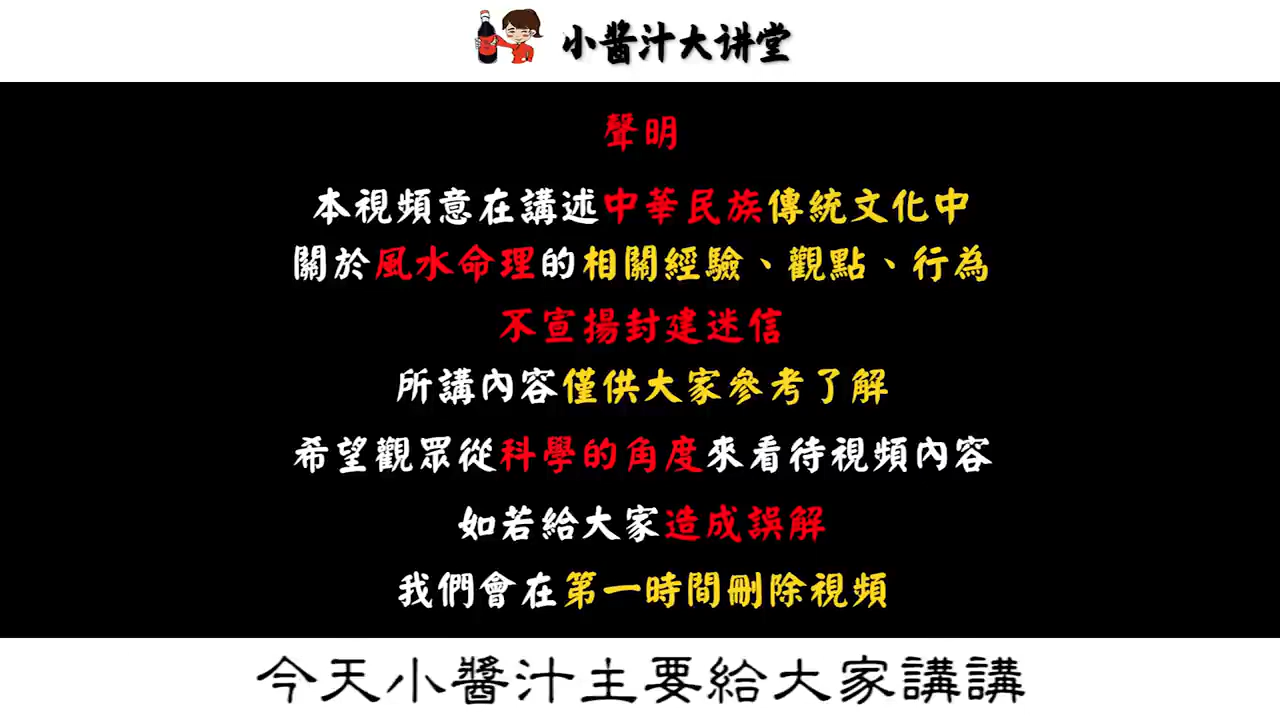 小醬汁大讲堂
聲明
本視頻意在講述中華民族傳統文化中
關於風水命理的相關經驗、觀點、行為
不宣揚封建迷信
所講內容僅供大家參考了解
希望觀眾從科學的角度來看待視頻內容
如若給大家造成誤解
我們會在第一時間刪除視頻
今天小醬汁主要給大家講講